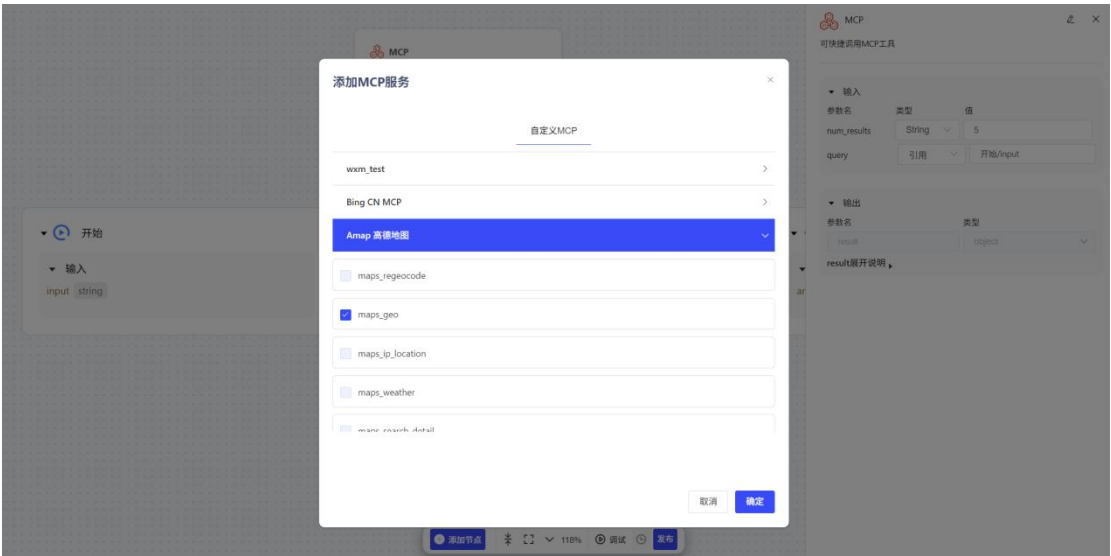 MCP
添加MCP服务
自定义MCP
wxm_test
Bing CN MCP
Amap 高德地图
maps_regeocode
maps_geo
maps_ip_location
maps_weather
maps_search_detail
取消
确定
开始
输入
input string
ar
添加节点
118%
调试
发布
MCP
可快捷调用MCP工具
输入
参数名 类型 值
num_results String 5
query 引用 开始/input
输出
参数名 类型
result object
result展开说明